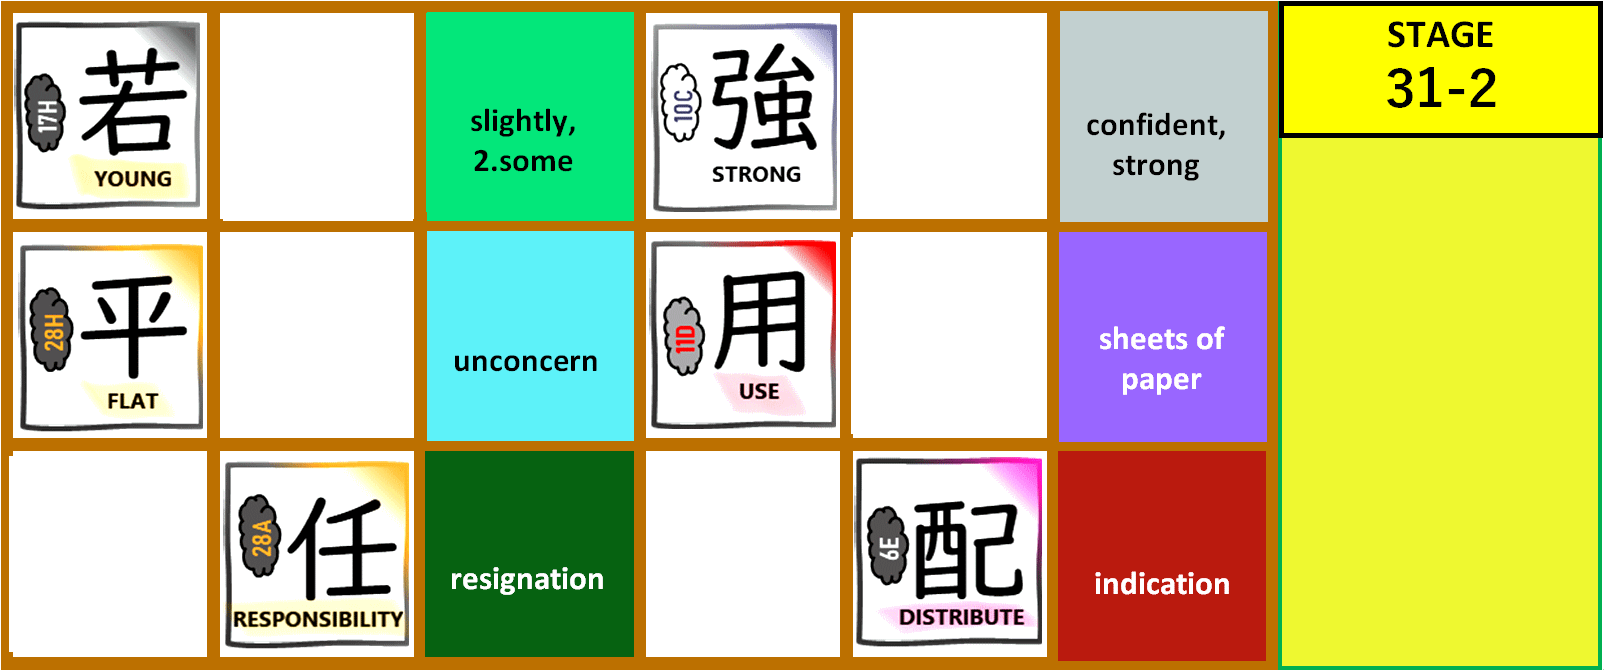 17H
若
YOUNG
slightly,
2.some
10C
強
STRONG
confident,
strong
STAGE
31-2
28H
平
FLAT
unconcern
11D
用
USE
sheets of
paper
28A
任
RESPONSIBILITY
resignation
6E
配
DISTRIBUTE
indication